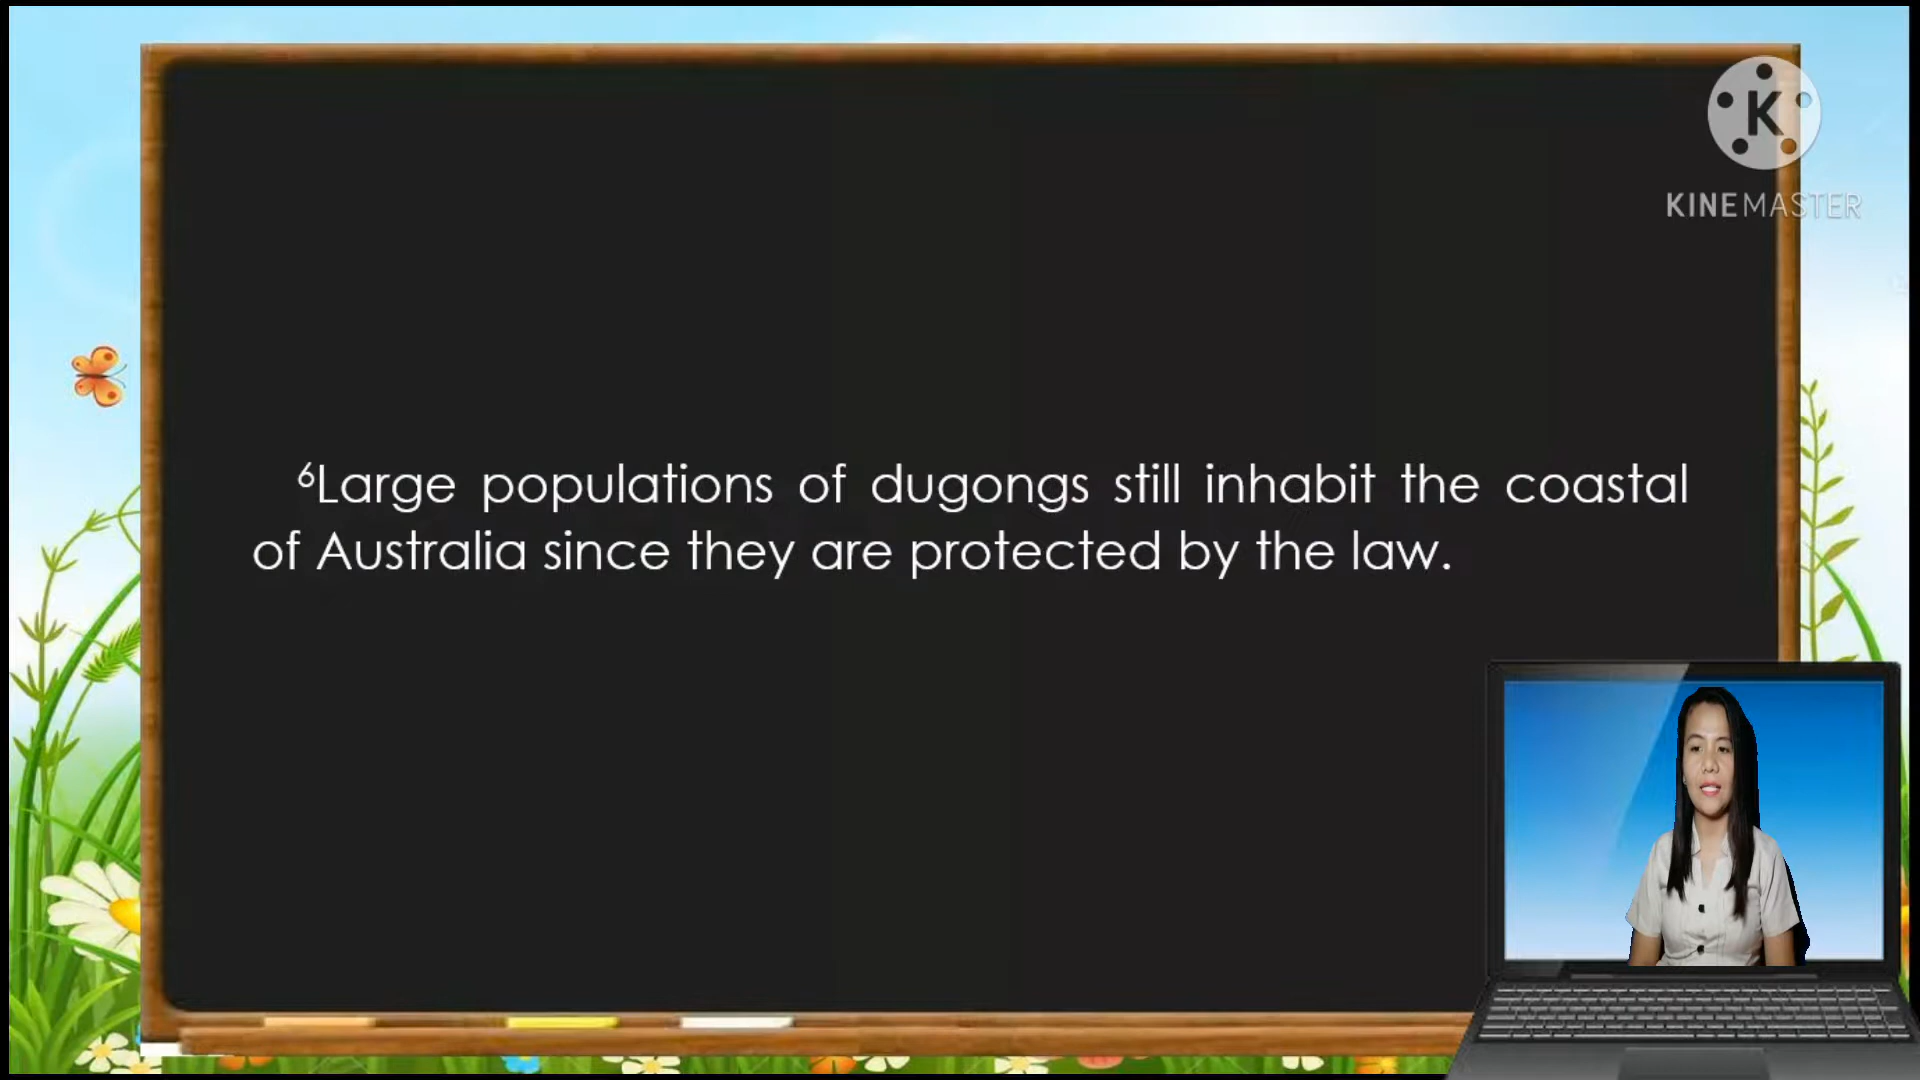 K
KINEMASTER
⁶Large populations of dugongs still inhabit the coastal
of Australia since they are protected by the law.